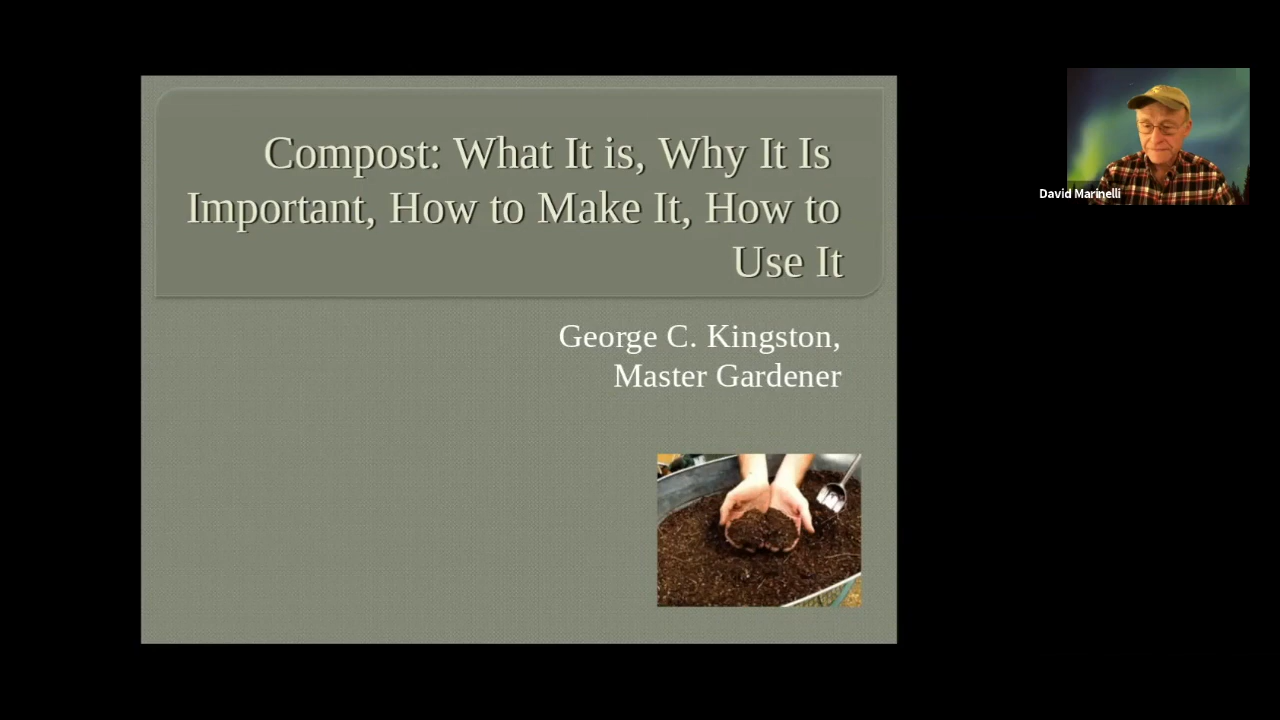 Compost: What It is, Why It Is
Important, How to Make It, How to
Use It
George C. Kingston,
Master Gardener
David Marinelli